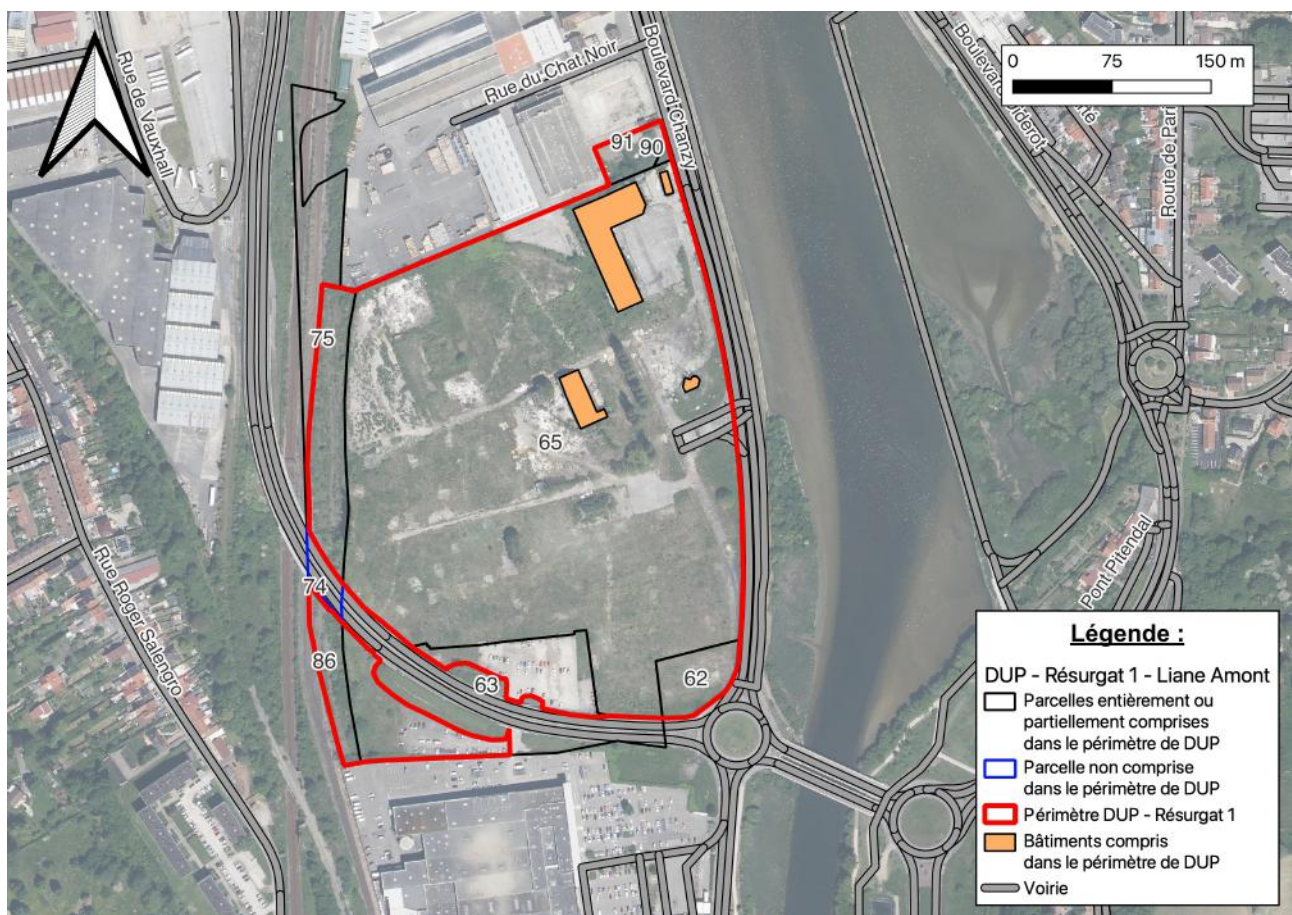 Rue de Vauxhall
Rue du Chat Noir
Boulevard Chanzy
Boulevard Diderot
Route de Pari
0 75 150 m
91
90
75
65
74
86
63
62
Rue Roger Salengro
Pont Pitendal
Légende :
DUP - Résurgat 1 - Liane Amont
Parcelles entièrement ou
partiellement comprises
dans le périmètre de DUP
Parcelle non comprise
dans le périmètre de DUP
Périmètre DUP - Résurgat 1
Bâtiments compris
dans le périmètre de DUP
Voirie